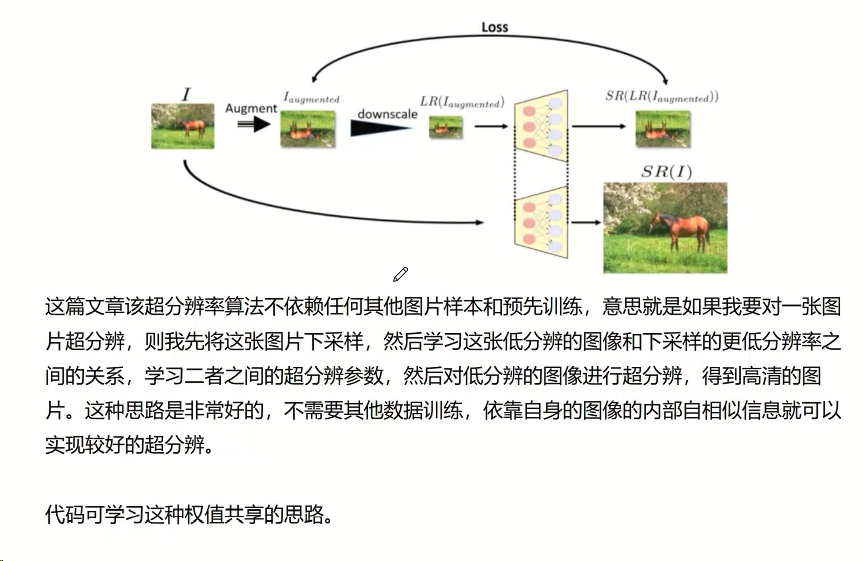 Loss
I
Augment
I_augmented
downscale
LR(I_augmented)
SR(LR(I_augmented))
SR(I)
这篇文章该超分辨率算法不依赖任何其他图片样本和预先训练，意思就是如果我要对一张图
片超分辨，则我先将这张图片下采样，然后学习这张低分辨的图像和下采样的更低分辨率之
间的关系，学习二者之间的超分辨参数，然后对低分辨的图像进行超分辨，得到高清的图
片。这种思路是非常好的，不需要其他数据训练，依靠自身的图像的内部自相似信息就可以
实现较好的超分辨。
代码可学习这种权值共享的思路。